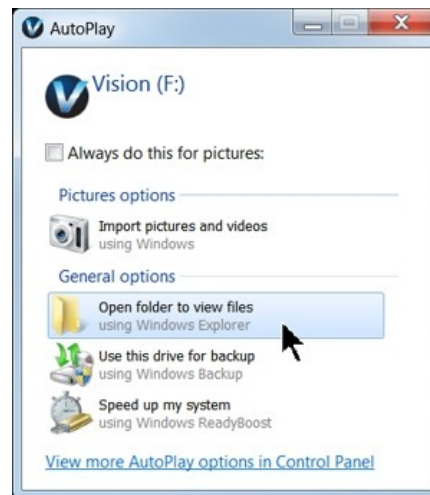 AutoPlay
Vision (F:)
Always do this for pictures:
Pictures options
Import pictures and videos
using Windows
General options
Open folder to view files
using Windows Explorer
Use this drive for backup
using Windows Backup
Speed up my system
using Windows ReadyBoost
View more AutoPlay options in Control Panel